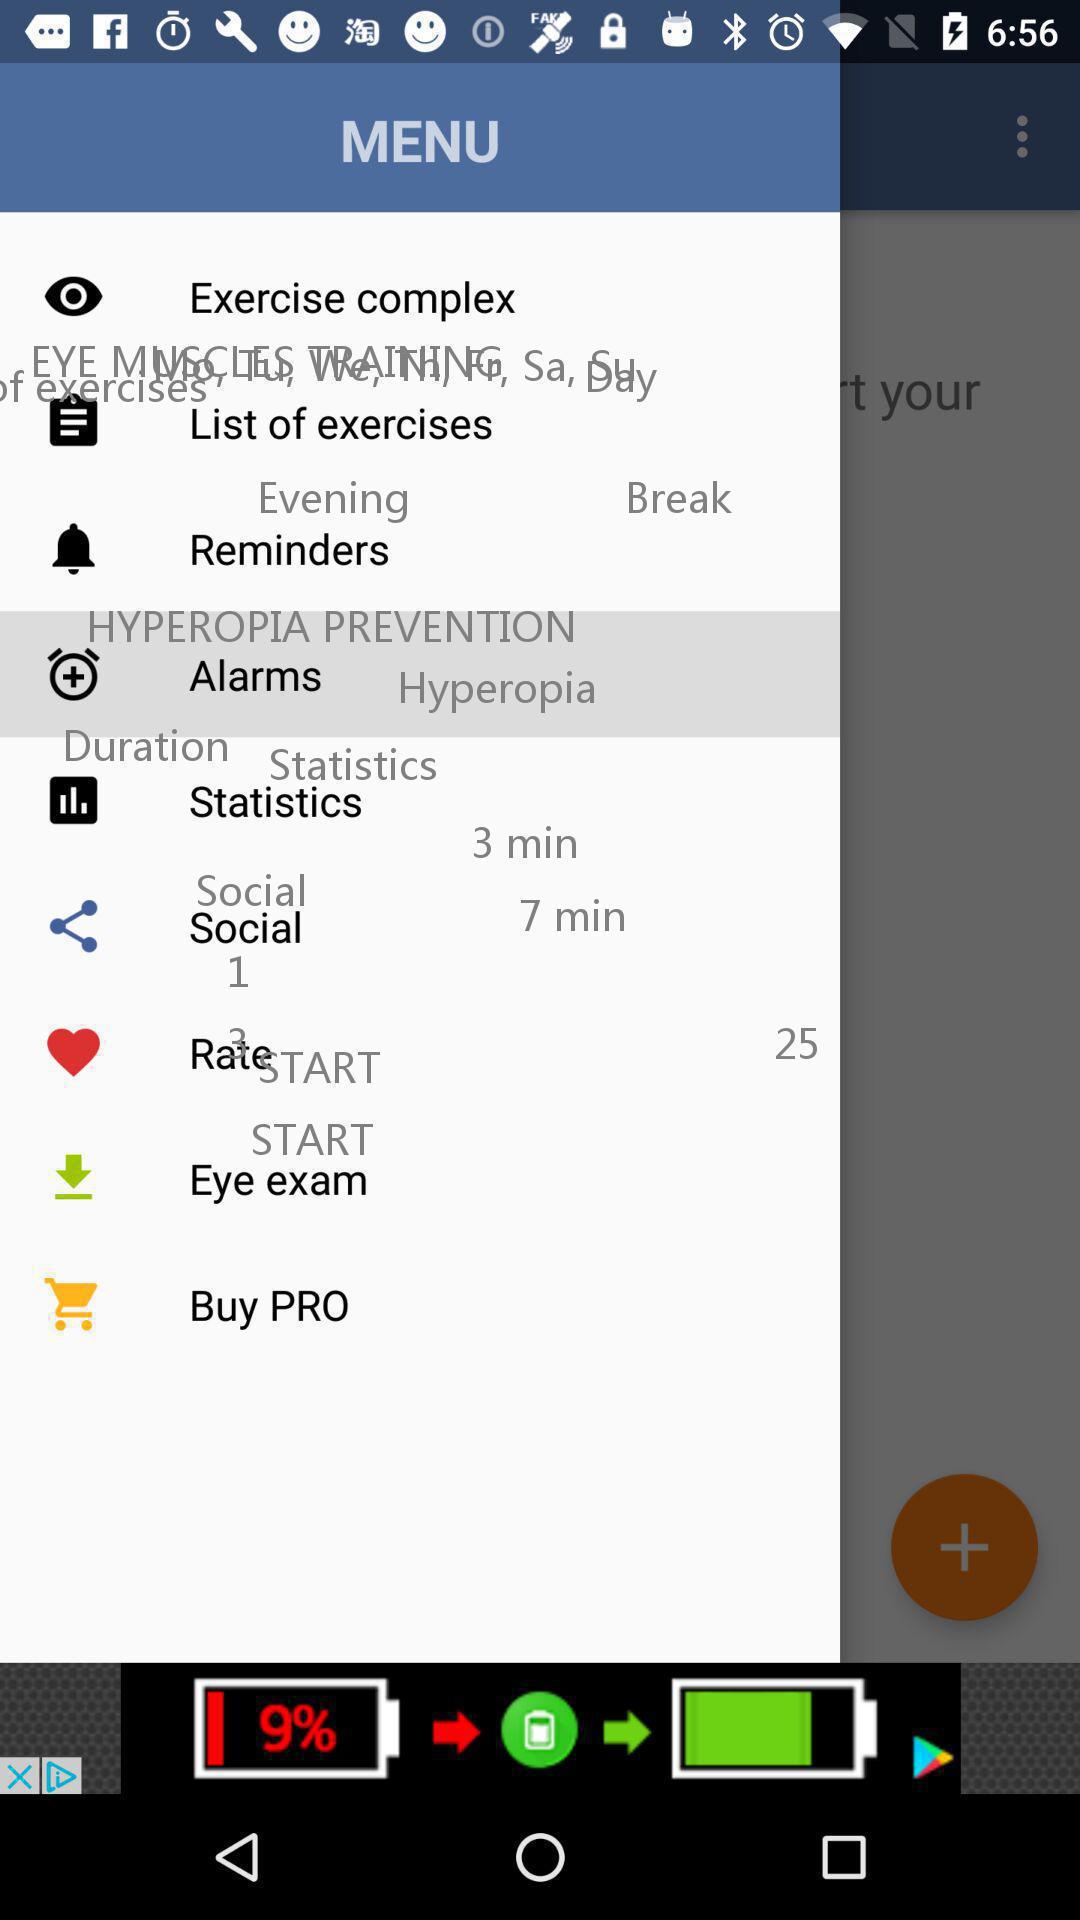 FAK 6:56
MENU
Exercise complex
EYE MUSCLES TRAINING
Mo, Tu, We, Th, Fr, Sa, Su
Day
of exercises
rt your
List of exercises
Evening Break
Reminders
HYPEROPIA PREVENTION
Alarms
Hyperopia
Duration
Statistics
Statistics
3 min
Social
7 min
Social
1
3
25
Rate
START
START
Eye exam
Buy PRO
9%